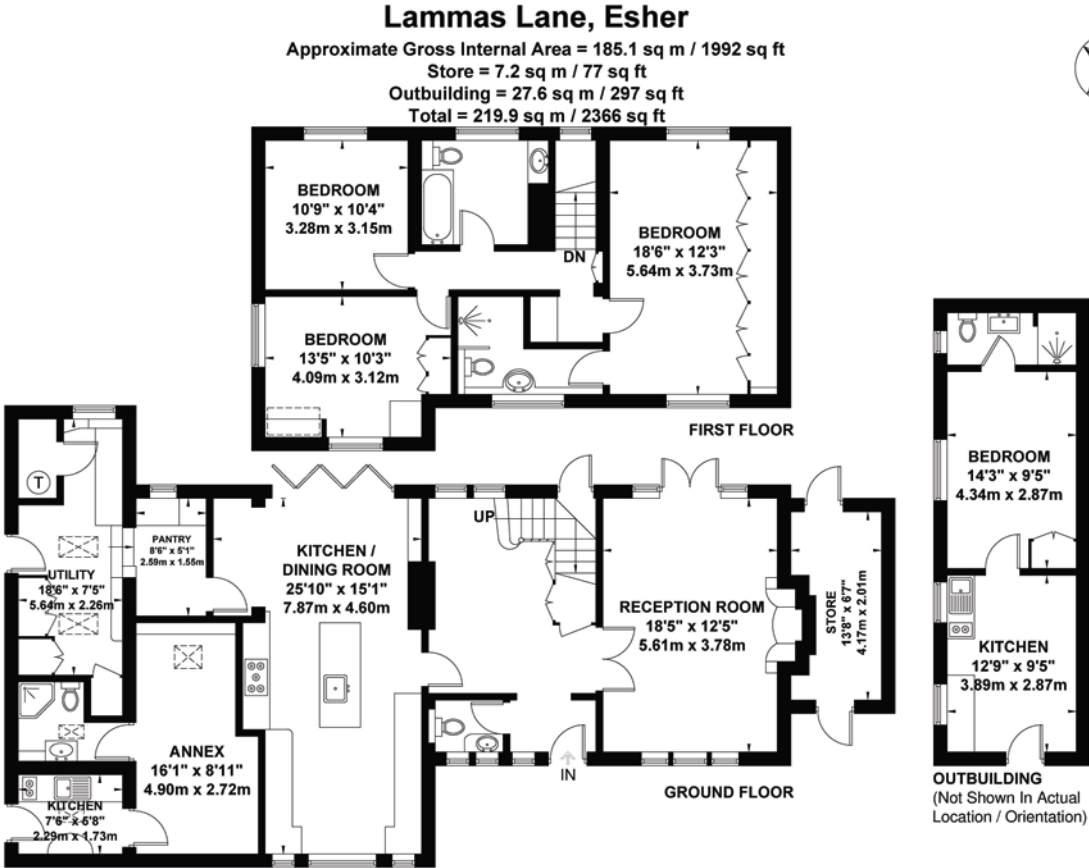 Lammas Lane, Esher
Approximate Gross Internal Area = 185.1 sq m / 1992 sq ft
Store = 7.2 sq m / 77 sq ft
Outbuilding = 27.6 sq m / 297 sq ft
Total = 219.9 sq m / 2366 sq ft
BEDROOM
10'9" x 10'4"
3.28m x 3.15m
DN
BEDROOM
18'6" x 12'3"
5.64m x 3.73m
BEDROOM
13'5" x 10'3"
4.09m x 3.12m
FIRST FLOOR
T
UTILITY
18'6" x 7'5"
5.64m x 2.26m
PANTRY
8'6" x 5'1"
2.59m x 1.55m
KITCHEN /
DINING ROOM
25'10" x 15'1"
7.87m x 4.60m
UP
RECEPTION ROOM
18'5" x 12'5"
5.61m x 3.78m
STORE
13'8" x 6'7"
4.17m x 2.01m
ANNEX
16'1" x 8'11"
4.90m x 2.72m
KITCHEN
7'6" x 5'8"
2.29m x 1.73m
IN
GROUND FLOOR
BEDROOM
14'3" x 9'5"
4.34m x 2.87m
KITCHEN
12'9" x 9'5"
3.89m x 2.87m
OUTBUILDING
(Not Shown In Actual
Location / Orientation)